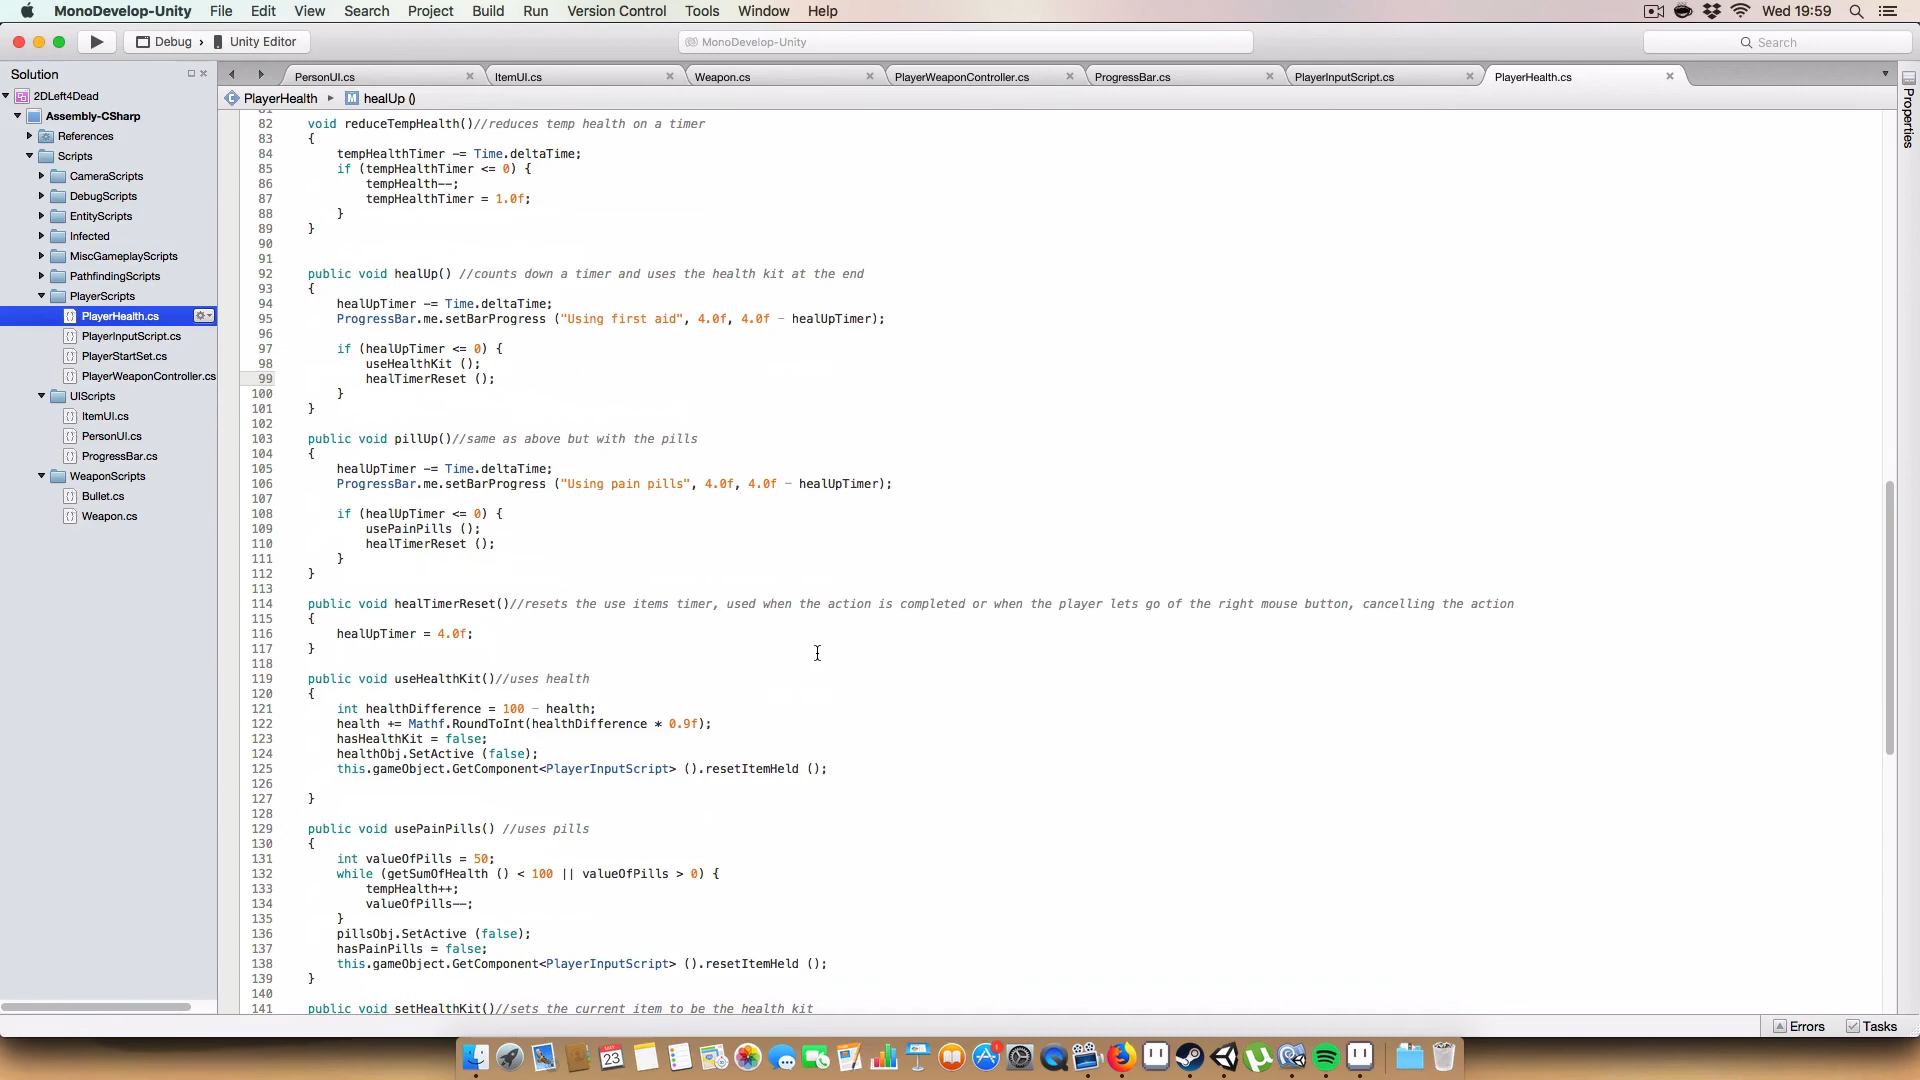 MonoDevelop-Unity File Edit View Search Project Build Run Version Control Tools Window Help Wed 19:59
Debug › Unity Editor MonoDevelop-Unity Search
Solution PersonUI.cs ItemUI.cs Weapon.cs PlayerWeaponController.cs ProgressBar.cs PlayerInputScript.cs PlayerHealth.cs
Properties
2DLeft4Dead
Assembly-CSharp
References
Scripts
CameraScripts
DebugScripts
EntityScripts
Infected
MiscGameplayScripts
PathfindingScripts
PlayerScripts
PlayerHealth.cs
PlayerInputScript.cs
PlayerStartSet.cs
PlayerWeaponController.cs
UIScripts
ItemUI.cs
PersonUI.cs
ProgressBar.cs
WeaponScripts
Bullet.cs
Weapon.cs
PlayerHealth ▸ M healUp ()
82 void reduceTempHealth()//reduces temp health on a timer
83 {
84 tempHealthTimer -= Time.deltaTime;
85 if (tempHealthTimer <= 0) {
86 tempHealth--;
87 tempHealthTimer = 1.0f;
88 }
89 }
90
91
92 public void healUp() //counts down a timer and uses the health kit at the end
93 {
94 healUpTimer -= Time.deltaTime;
95 ProgressBar.me.setBarProgress ("Using first aid", 4.0f, 4.0f - healUpTimer);
96
97 if (healUpTimer <= 0) {
98 useHealthKit ();
99 healTimerReset ();
100 }
101 }
102
103 public void pillUp()//same as above but with the pills
104 {
105 healUpTimer -= Time.deltaTime;
106 ProgressBar.me.setBarProgress ("Using pain pills", 4.0f, 4.0f - healUpTimer);
107
108 if (healUpTimer <= 0) {
109 usePainPills ();
110 healTimerReset ();
111 }
112 }
113
114 public void healTimerReset()//resets the use items timer, used when the action is completed or when the player lets go of the right mouse button, cancelling the action
115 {
116 healUpTimer = 4.0f;
117 }
118
119 public void useHealthKit()//uses health
120 {
121 int healthDifference = 100 - health;
122 health += Mathf.RoundToInt(healthDifference * 0.9f);
123 hasHealthKit = false;
124 healthObj.SetActive (false);
125 this.gameObject.GetComponent<PlayerInputScript> ().resetItemHeld ();
126
127 }
128
129 public void usePainPills() //uses pills
130 {
131 int valueOfPills = 50;
132 while (getSumOfHealth () < 100 || valueOfPills > 0) {
133 tempHealth++;
134 valueOfPills--;
135 }
136 pillsObj.SetActive (false);
137 hasPainPills = false;
138 this.gameObject.GetComponent<PlayerInputScript> ().resetItemHeld ();
139 }
140
141 public void setHealthKit()//sets the current item to be the health kit
Errors Tasks
23